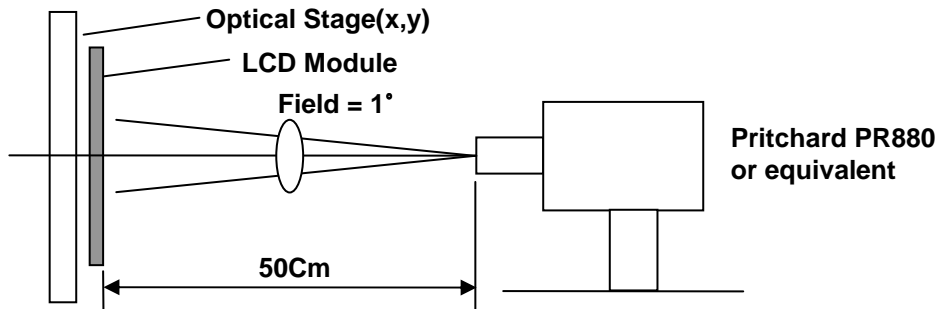 Optical Stage(x,y)
LCD Module
Field = 1°
Pritchard PR880
or equivalent
50Cm